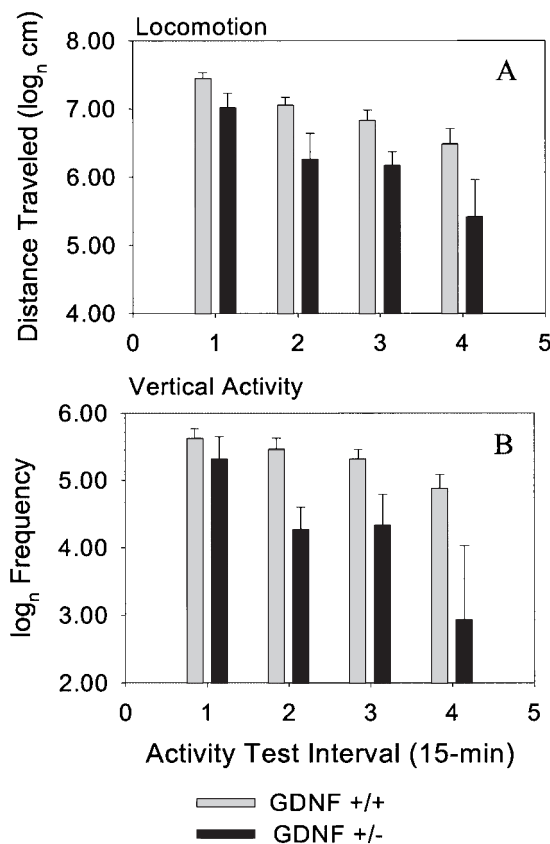 Locomotion
A
Distance Traveled (logn cm)
8.00
7.00
6.00
5.00
4.00
0 1 2 3 4 5
Vertical Activity
B
logn Frequency
6.00
5.00
4.00
3.00
2.00
0 1 2 3 4 5
Activity Test Interval (15-min)
GDNF +/+
GDNF +/-